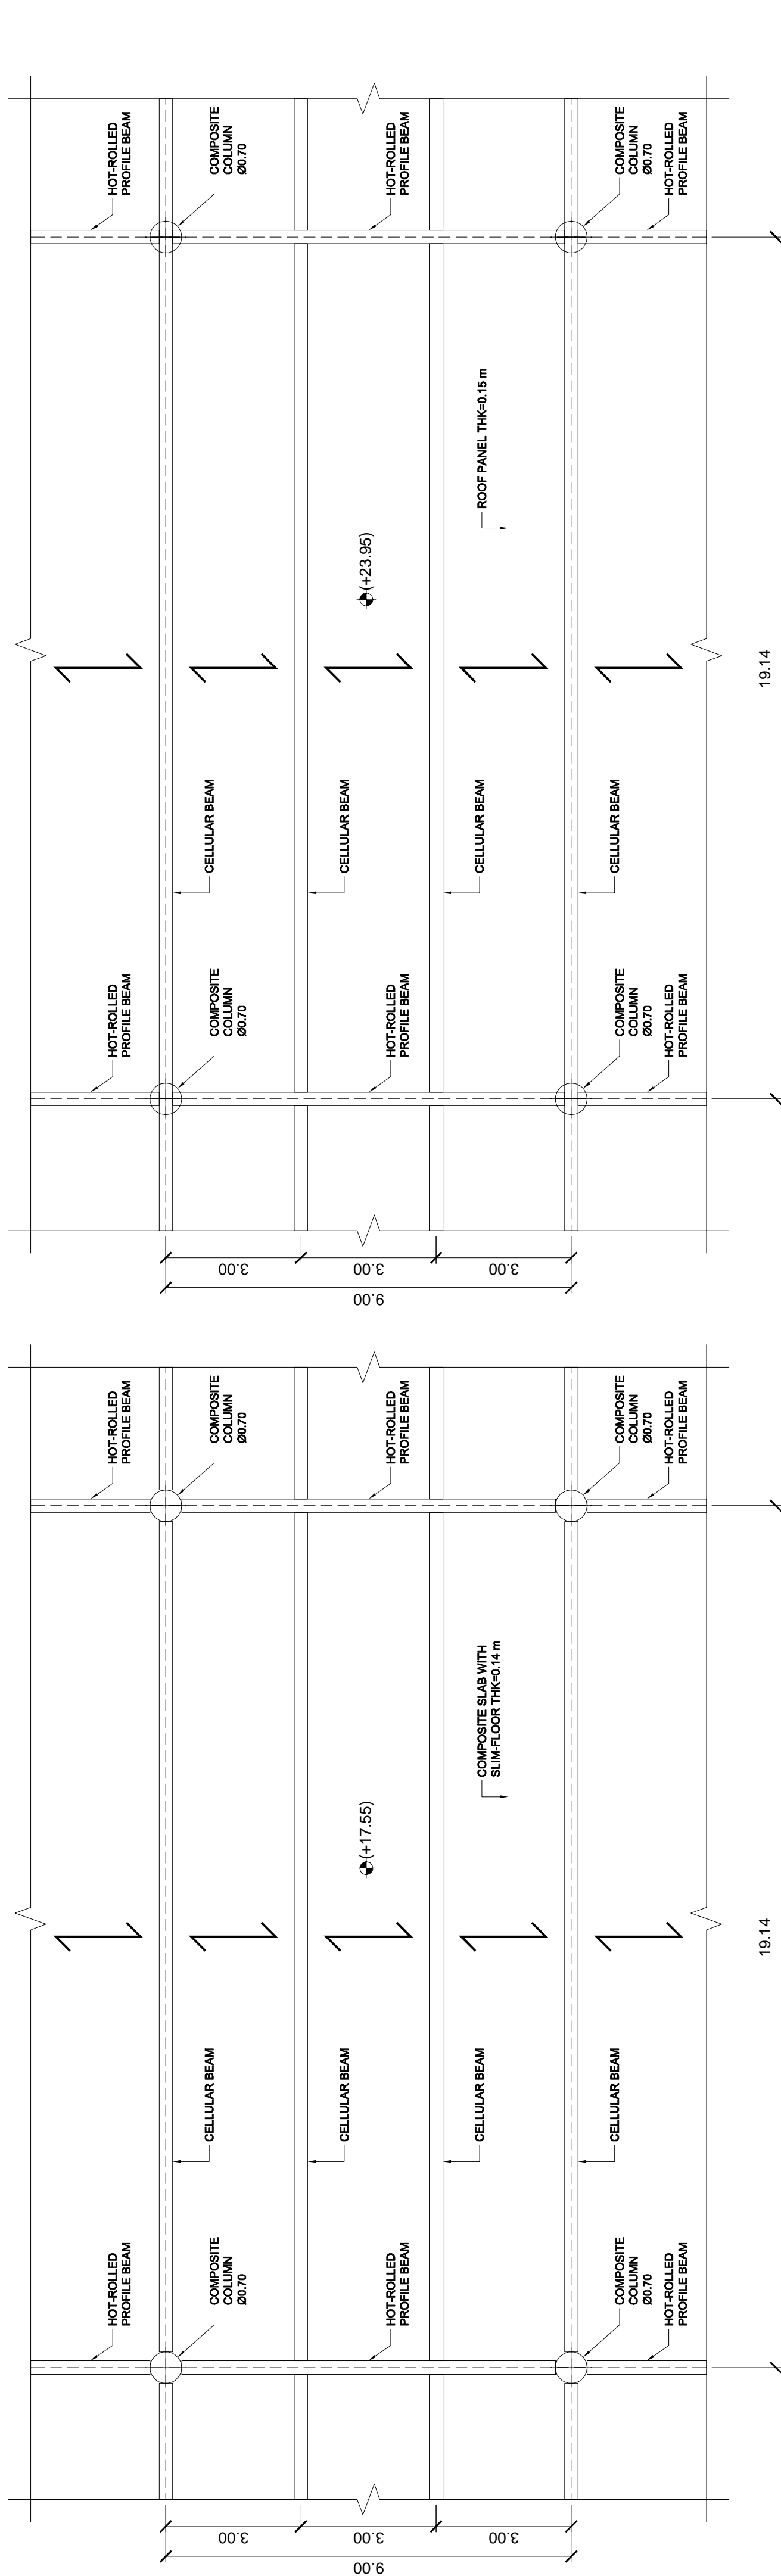 HOT-ROLLED
PROFILE BEAM
COMPOSITE
COLUMN
Ø0.70
HOT-ROLLED
PROFILE BEAM
COMPOSITE
COLUMN
Ø0.70
HOT-ROLLED
PROFILE BEAM
ROOF PANEL THK=0.15 m
(+23.95)
19.14
CELLULAR BEAM
CELLULAR BEAM
CELLULAR BEAM
CELLULAR BEAM
HOT-ROLLED
PROFILE BEAM
COMPOSITE
COLUMN
Ø0.70
HOT-ROLLED
PROFILE BEAM
COMPOSITE
COLUMN
Ø0.70
HOT-ROLLED
PROFILE BEAM
3.00
3.00
3.00
9.00
HOT-ROLLED
PROFILE BEAM
COMPOSITE
COLUMN
Ø0.70
HOT-ROLLED
PROFILE BEAM
COMPOSITE
COLUMN
Ø0.70
HOT-ROLLED
PROFILE BEAM
COMPOSITE SLAB WITH
SLIM-FLOOR THK=0.14 m
(+17.55)
19.14
CELLULAR BEAM
CELLULAR BEAM
CELLULAR BEAM
CELLULAR BEAM
HOT-ROLLED
PROFILE BEAM
COMPOSITE
COLUMN
Ø0.70
HOT-ROLLED
PROFILE BEAM
COMPOSITE
COLUMN
Ø0.70
HOT-ROLLED
PROFILE BEAM
3.00
3.00
3.00
9.00